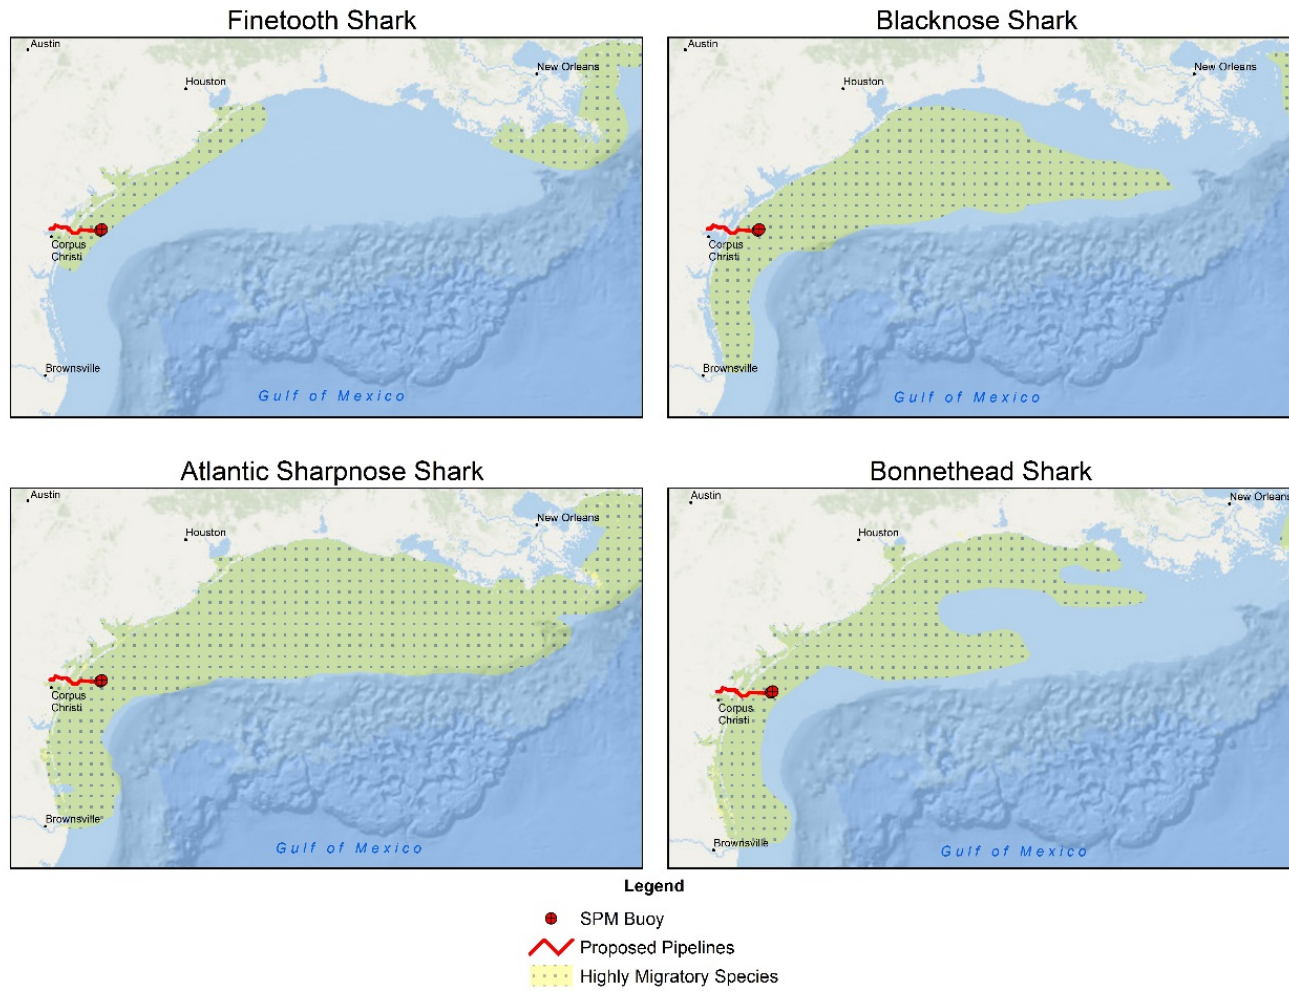 Finetooth Shark
Austin
Houston
New Orleans
Corpus
Christi
Brownsville
Gulf of Mexico
Blacknose Shark
Austin
Houston
New Orleans
Corpus
Christi
Brownsville
Gulf of Mexico
Atlantic Sharpnose Shark
Austin
Houston
New Orleans
Corpus
Christi
Brownsville
Gulf of Mexico
Bonnethead Shark
Austin
Houston
New Orleans
Corpus
Christi
Brownsville
Gulf of Mexico
Legend
SPM Buoy
Proposed Pipelines
Highly Migratory Species